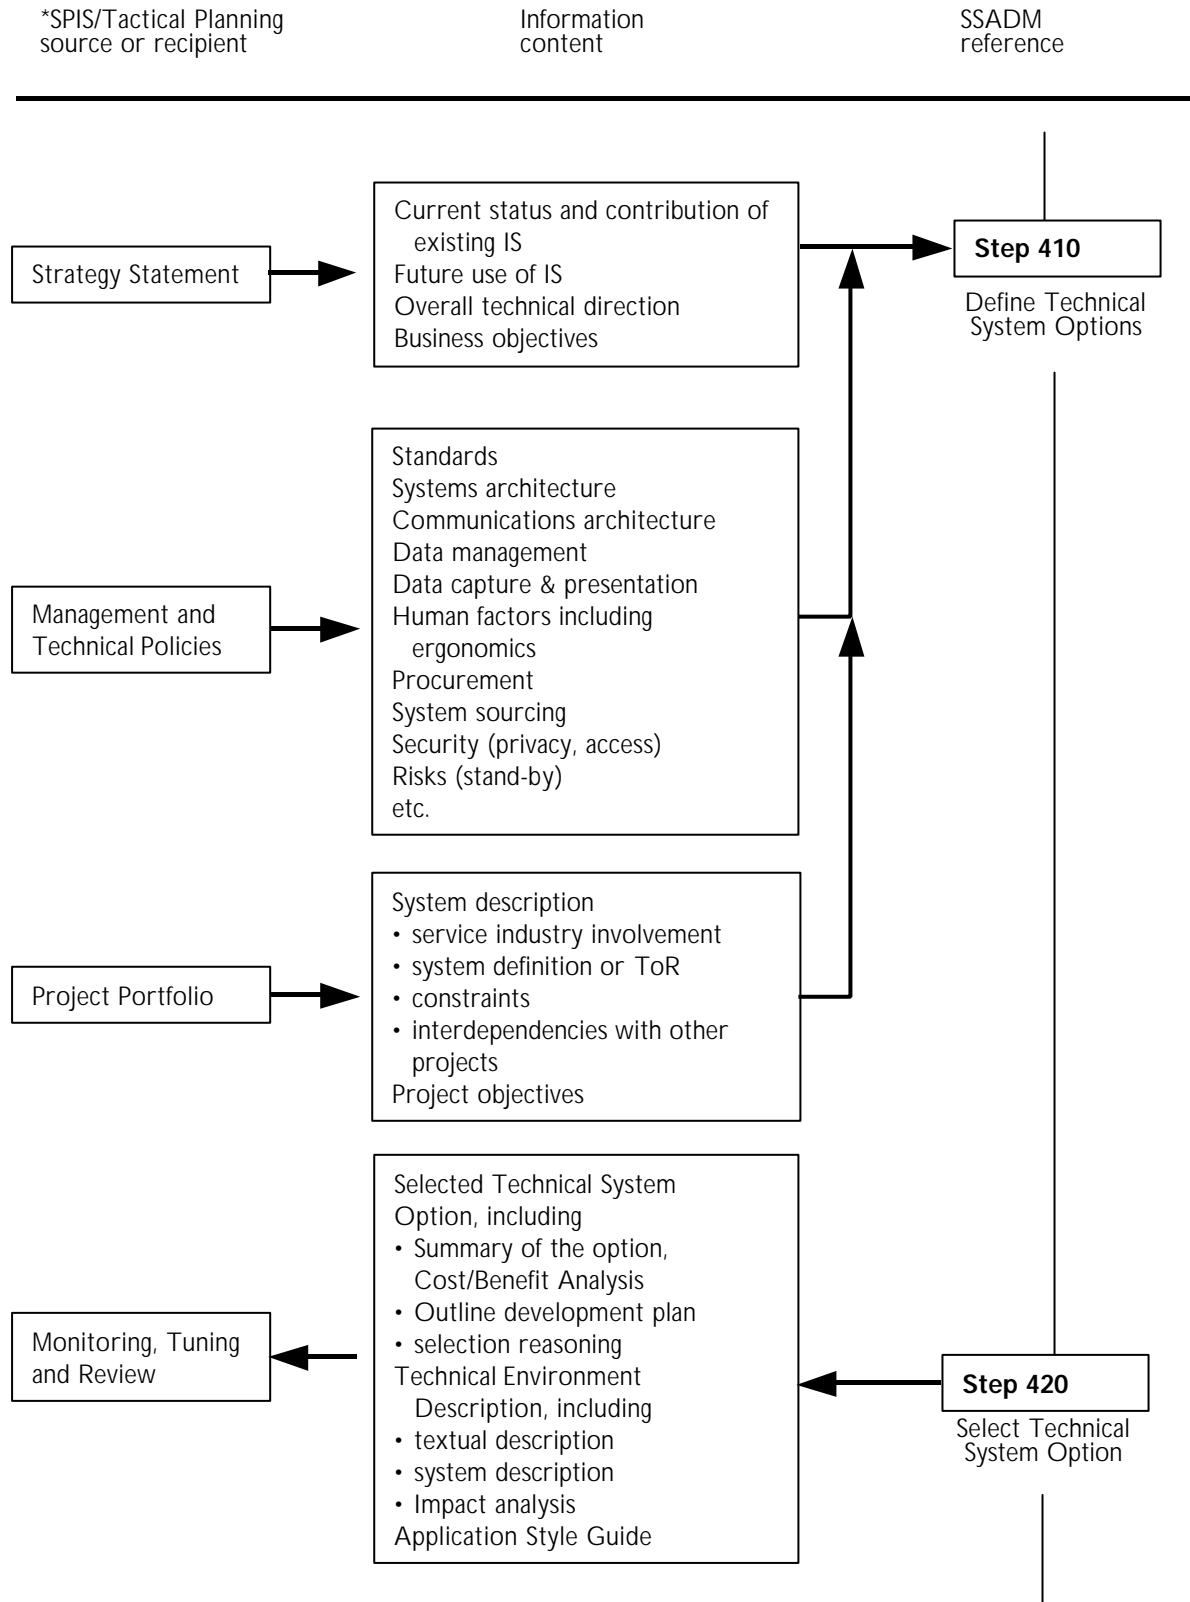 *SPIS/Tactical Planning
source or recipient
Information
content
SSADM
reference
Strategy Statement
Current status and contribution of
existing IS
Future use of IS
Overall technical direction
Business objectives
Step 410
Define Technical
System Options
Management and
Technical Policies
Standards
Systems architecture
Communications architecture
Data management
Data capture & presentation
Human factors including
ergonomics
Procurement
System sourcing
Security (privacy, access)
Risks (stand-by)
etc.
Project Portfolio
System description
• service industry involvement
• system definition or ToR
• constraints
• interdependencies with other
projects
Project objectives
Monitoring, Tuning
and Review
Selected Technical System
Option, including
• Summary of the option,
Cost/Benefit Analysis
• Outline development plan
• selection reasoning
Technical Environment
Description, including
• textual description
• system description
• Impact analysis
Application Style Guide
Step 420
Select Technical
System Option